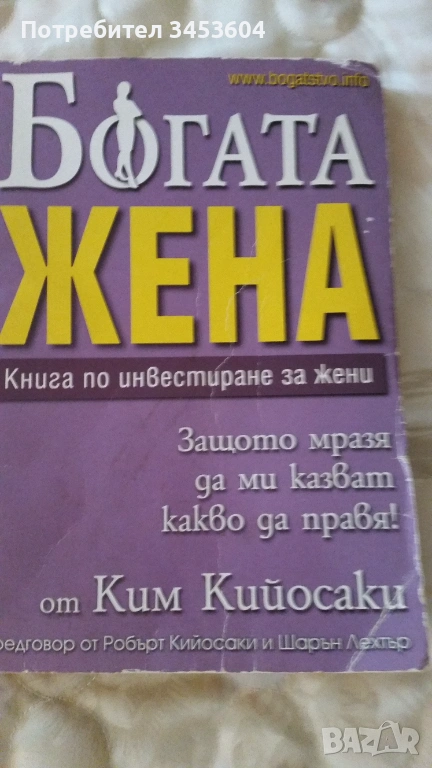 Потребител 3453604
www.bogatstvo.info
БОГАТА
ЖЕНА
Книга по инвестиране за жени
Защото мразя
да ми казват
какво да правя!
от Ким Кийосаки
редговор от Робърт Кийосаки и Шарън Лехтър
BAZAR